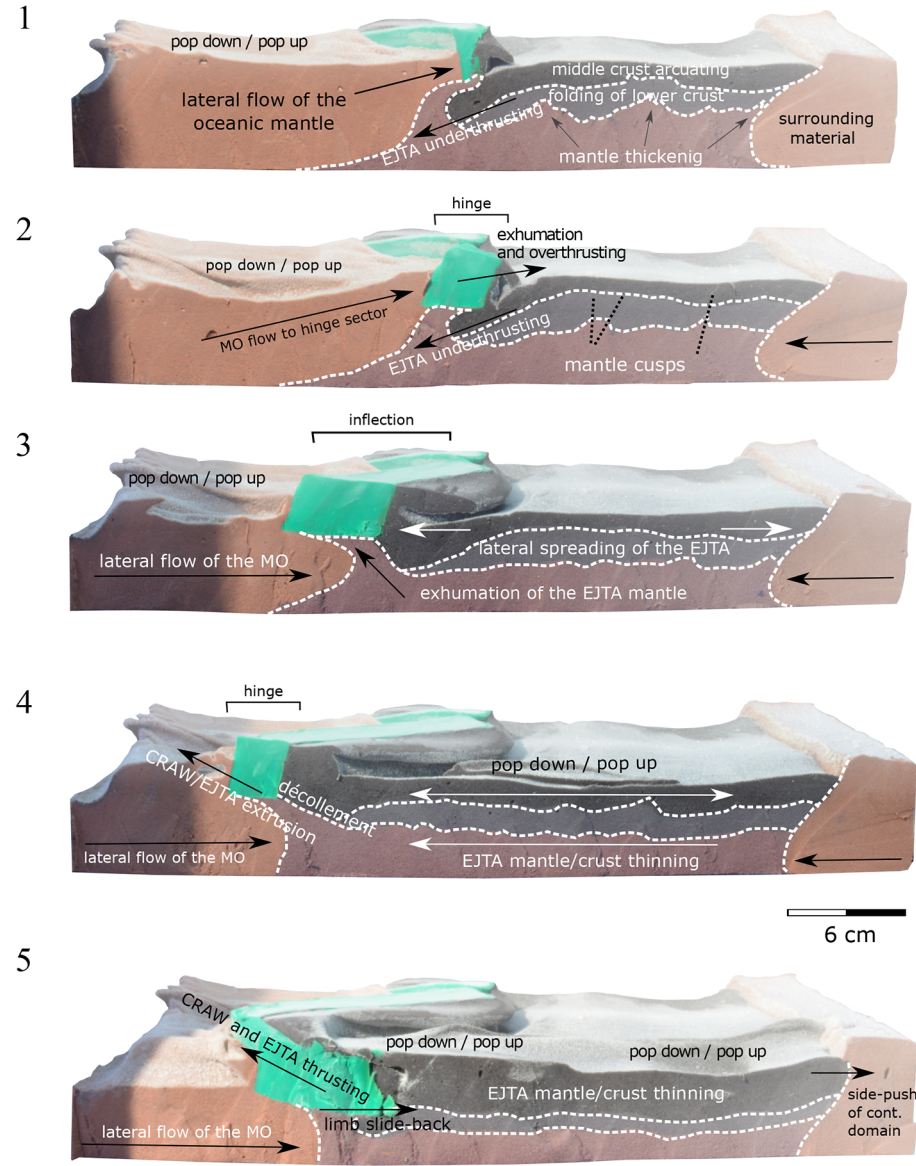 1
pop down / pop up
lateral flow of the
oceanic mantle
middle crust arcuating
folding of lower crust
EJTA underthrusting
mantle thickenig
surrounding
material
2
hinge
exhumation
and overthrusting
pop down / pop up
MO flow to hinge sector
EJTA underthrusting
mantle cusps
3
inflection
pop down / pop up
lateral flow of the MO
lateral spreading of the EJTA
exhumation of the EJTA mantle
4
hinge
CRAW/EJTA extrusion
décollement
pop down / pop up
lateral flow of the MO
EJTA mantle/crust thinning
6 cm
5
CRAW and EJTA thrusting
pop down / pop up
pop down / pop up
EJTA mantle/crust thinning
side-push
of cont.
domain
limb slide-back
lateral flow of the MO